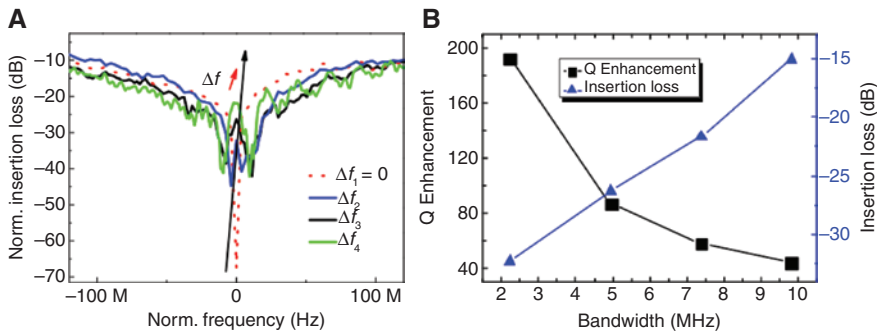 A
Norm. insertion loss (dB)
−10
−20
−30
−40
−50
−60
−70
Δf
Δf₁ = 0
Δf₂
Δf₃
Δf₄
−100 M
0
100 M
Norm. frequency (Hz)
B
Q Enhancement
200
160
120
80
40
Q Enhancement
Insertion loss
−15
−20
−25
−30
Insertion loss (dB)
2 3 4 5 6 7 8 9 10
Bandwidth (MHz)